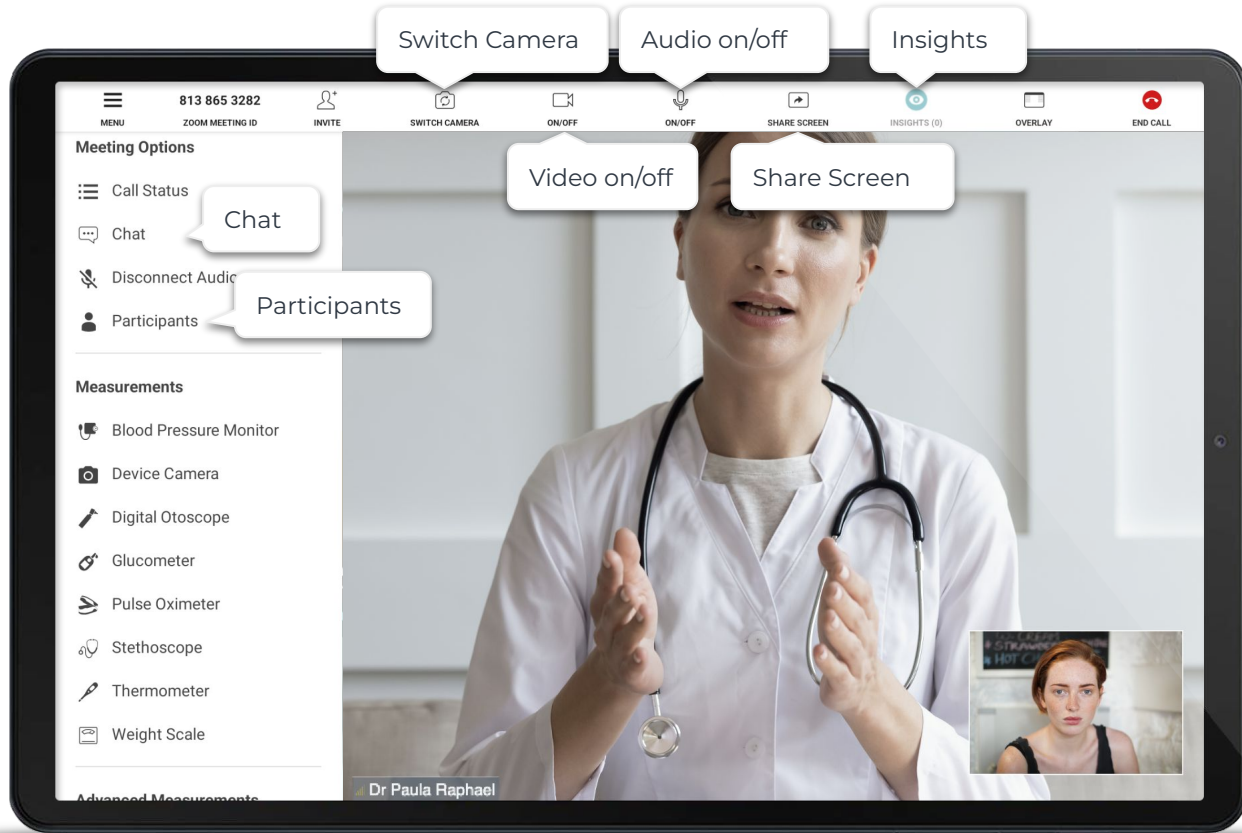 Switch Camera
Audio on/off
Insights
813 865 3282
MENU
ZOOM MEETING ID
INVITE
SWITCH CAMERA
ON/OFF
ON/OFF
SHARE SCREEN
INSIGHTS (0)
OVERLAY
END CALL
Video on/off
Share Screen
Meeting Options
Call Status
Chat
Chat
Disconnect Audio
Participants
Participants
Measurements
Blood Pressure Monitor
Device Camera
Digital Otoscope
Glucometer
Pulse Oximeter
Stethoscope
Thermometer
Weight Scale
Advanced Measurements
Dr Paula Raphael
HOT